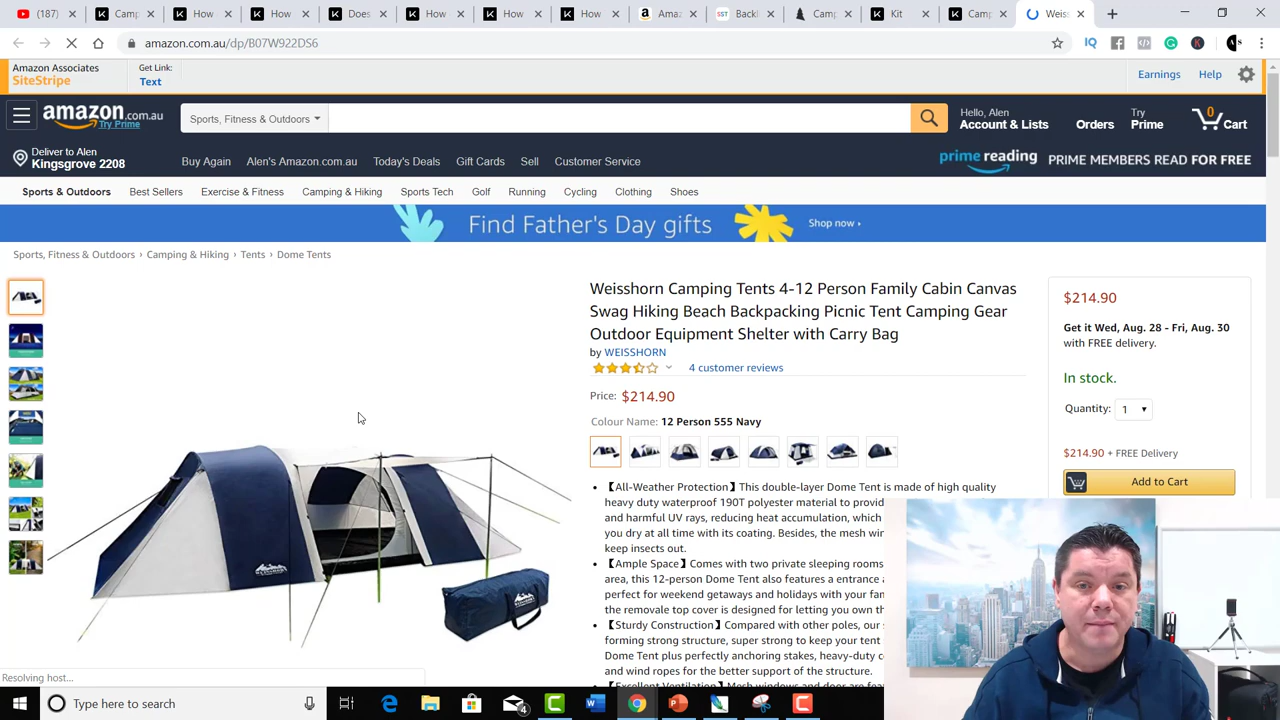 (187)
Camp
How
How
Does
How
How
How
Amaz
Backl
Camp
Kit
Camp
Weiss
amazon.com.au/dp/B07W922DS6
Amazon Associates
SiteStripe
Get Link:
Text
Earnings
Help
amazon.com.au
Try Prime
Sports, Fitness & Outdoors
Hello, Alen
Account & Lists
Orders
Try
Prime
0
Cart
Deliver to Alen
Kingsgrove 2208
Buy Again
Alen's Amazon.com.au
Today's Deals
Gift Cards
Sell
Customer Service
prime reading
PRIME MEMBERS READ FOR FREE
Sports & Outdoors
Best Sellers
Exercise & Fitness
Camping & Hiking
Sports Tech
Golf
Running
Cycling
Clothing
Shoes
Find Father's Day gifts
Shop now ›
Sports, Fitness & Outdoors › Camping & Hiking › Tents › Dome Tents
Weisshorn Camping Tents 4-12 Person Family Cabin Canvas
Swag Hiking Beach Backpacking Picnic Tent Camping Gear
Outdoor Equipment Shelter with Carry Bag
by WEISSHORN
4 customer reviews
Price: $214.90
Colour Name: 12 Person 555 Navy
$214.90
Get it Wed, Aug. 28 - Fri, Aug. 30
with FREE delivery.
In stock.
Quantity: 1
$214.90 + FREE Delivery
Add to Cart
【All-Weather Protection】This double-layer Dome Tent is made of high quality
heavy duty waterproof 190T polyester material to provid
and harmful UV rays, reducing heat accumulation, which
you dry at all time with its coating. Besides, the mesh win
keep insects out.
【Ample Space】Comes with two private sleeping rooms
area, this 12-person Dome Tent also features a entrance a
perfect for weekend getaways and holidays with your fam
the removale top cover is designed for letting you own th
【Sturdy Construction】Compared with other poles, our s
forming strong structure, super strong to keep your tent
Dome Tent plus perfectly anchoring stakes, heavy-duty c
and wind ropes for the better support of the structure.
【Excellent Ventilation】Mesh windows and door are fea
Resolving host...
Type here to search